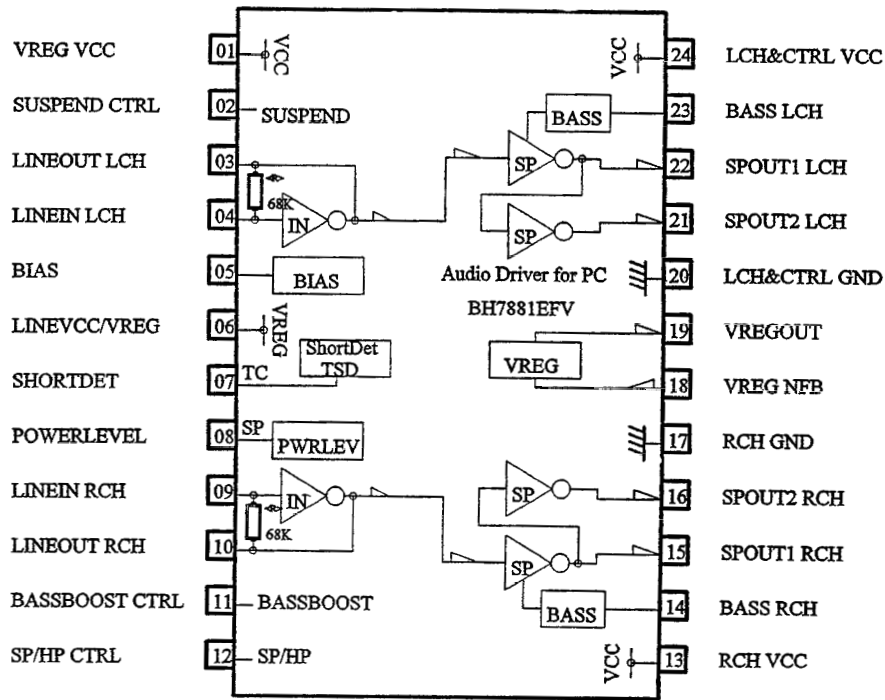 VREG VCC 01 VCC VCC 24 LCH&CTRL VCC
SUSPEND CTRL 02 SUSPEND BASS 23 BASS LCH
LINEOUT LCH 03 SP 22 SPOUT1 LCH
68K
LINEIN LCH 04 IN SP 21 SPOUT2 LCH
BIAS 05 BIAS Audio Driver for PC 20 LCH&CTRL GND
BH7881EFV
LINEVCC/VREG 06 VREG 19 VREGOUT
ShortDet
TSD VREG
SHORTDET 07 TC 18 VREG NFB
POWERLEVEL 08 SP PWRLEV 17 RCH GND
LINEIN RCH 09 IN SP 16 SPOUT2 RCH
68K
LINEOUT RCH 10 SP 15 SPOUT1 RCH
BASSBOOST CTRL 11 BASSBOOST BASS 14 BASS RCH
SP/HP CTRL 12 SP/HP VCC 13 RCH VCC